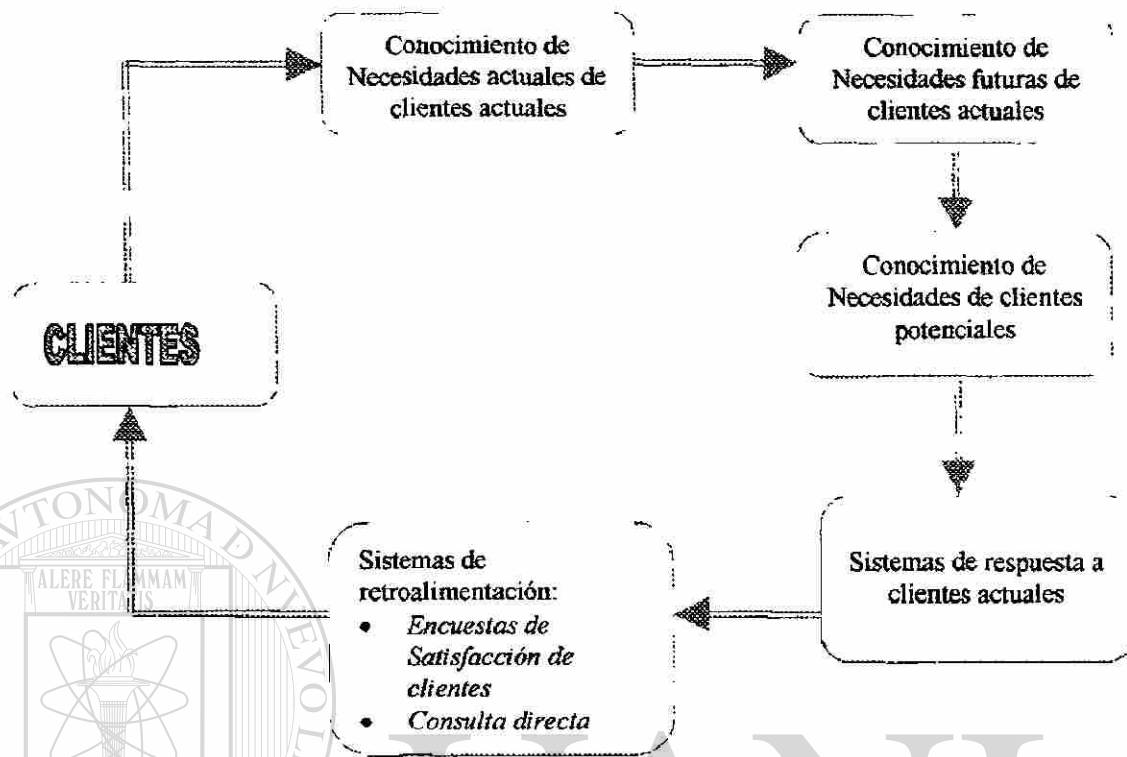 Conocimiento de
Necesidades actuales de
clientes actuales
Conocimiento de
Necesidades futuras de
clientes actuales
Conocimiento de
Necesidades de clientes
potenciales
CLIENTES
Sistemas de respuesta a
clientes actuales
Sistemas de
retroalimentación:
• Encuestas de
Satisfacción de
clientes
• Consulta directa
ALERE FLAMMAM
VERITATIS